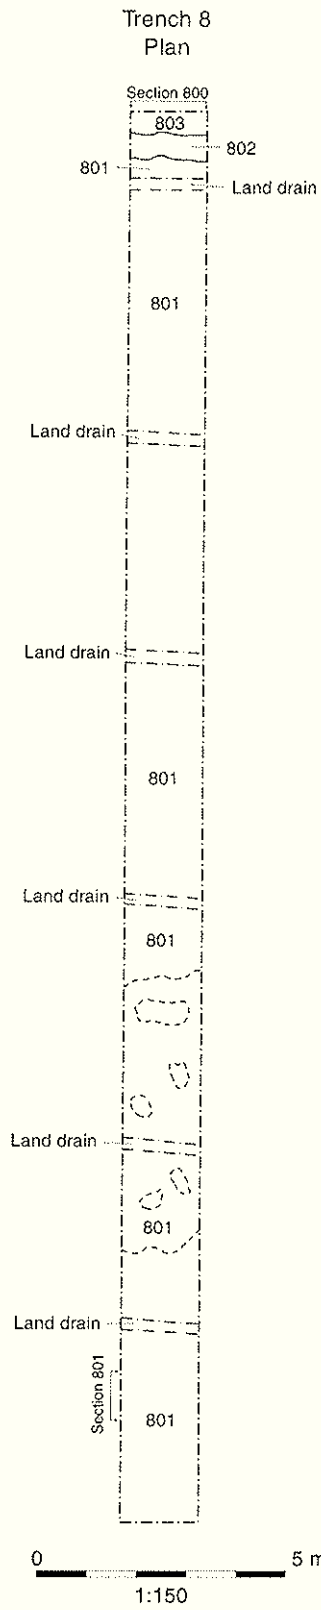 Trench 8
Plan
Section 800
803
802
801
Land drain
801
Land drain
Land drain
801
Land drain
801
Land drain
801
Land drain
Section 801
801
0 5 m
1:150